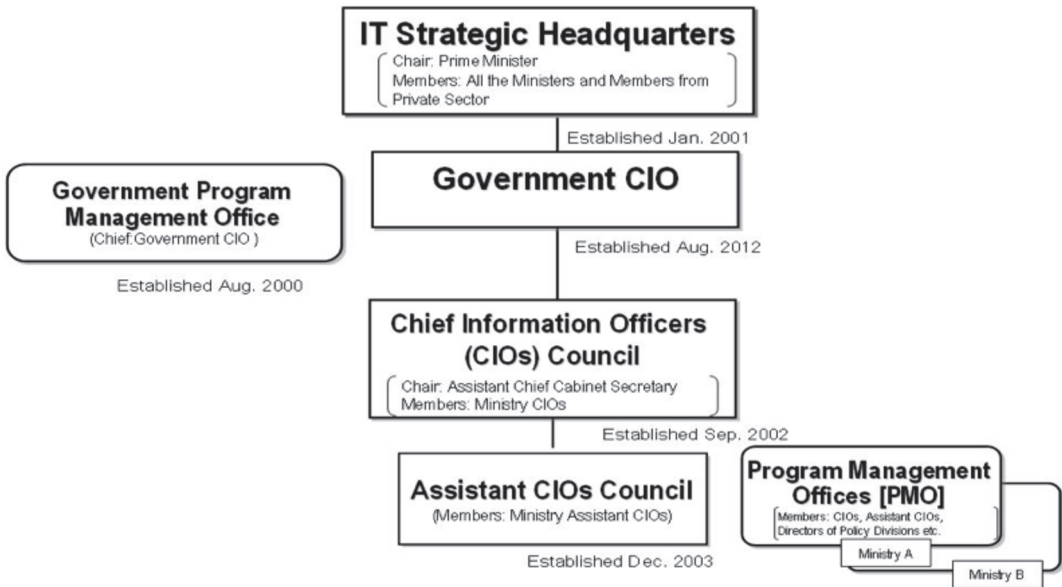 IT Strategic Headquarters
Chair: Prime Minister
Members: All the Ministers and Members from
Private Sector
Established Jan. 2001
Government CIO
Established Aug. 2012
Government Program
Management Office
(Chief:Government CIO )
Established Aug. 2000
Chief Information Officers
(CIOs) Council
Chair: Assistant Chief Cabinet Secretary
Members: Ministry CIOs
Established Sep. 2002
Assistant CIOs Council
(Members: Ministry Assistant CIOs)
Established Dec. 2003
Program Management
Offices [PMO]
Members: CIOs, Assistant CIOs,
Directors of Policy Divisions etc.
Ministry A
Ministry B